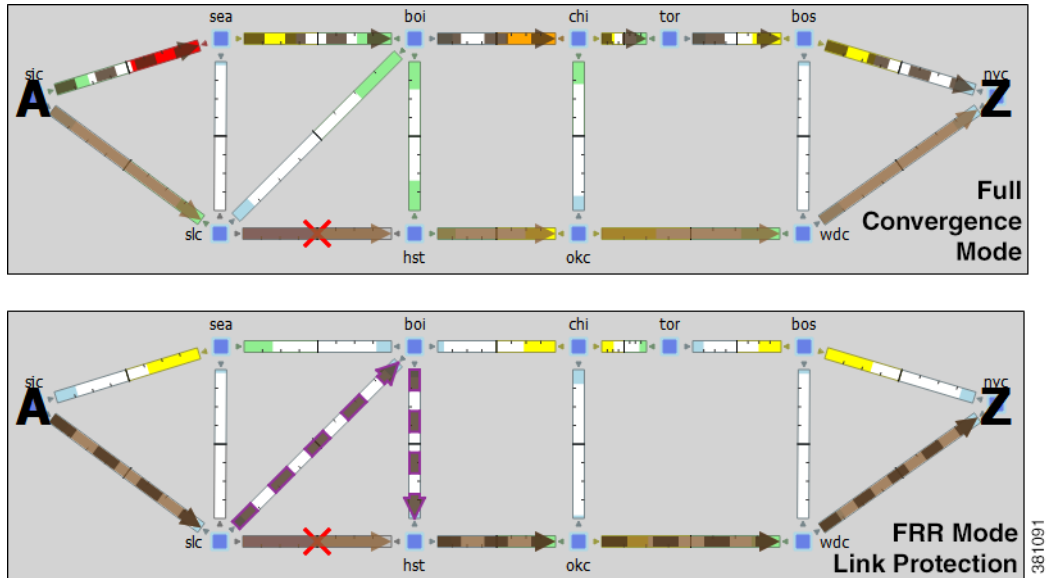 sea boi chi tor bos
sjc nyc
A Z
slc hst okc wdc
Full
Convergence
Mode
sea boi chi tor bos
sjc nyc
A Z
slc hst okc wdc
FRR Mode
Link Protection
381091